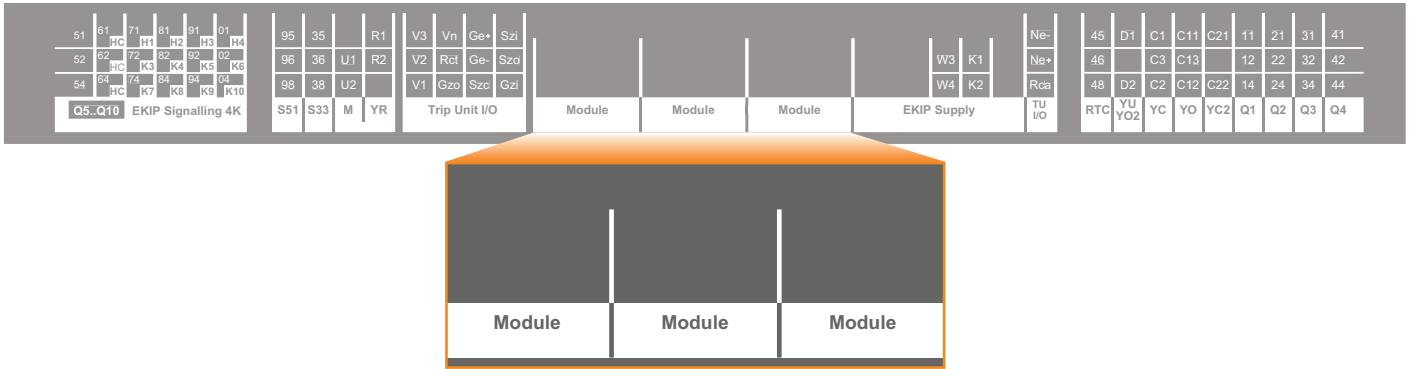 51 61 71 81 91 01 95 35 R1 V3 Vn Ge+ Szi Ne- 45 D1 C1 C11 C21 11 21 31 41
HC H1 H2 H3 H4
52 62 72 82 92 02 96 36 U1 R2 V2 Rct Ge- Szo W3 K1 Ne+ 46 C3 C13 12 22 32 42
HC K3 K4 K5 K6
54 64 74 84 94 04 98 38 U2 V1 Gzo Szc Gzi W4 K2 Rca 48 D2 C2 C12 C22 14 24 34 44
HC K7 K8 K9 K10
Q5..Q10 EKIP Signalling 4K S51 S33 M YR Trip Unit I/O Module Module Module EKIP Supply TU I/O RTC YU YO2 YC YO YC2 Q1 Q2 Q3 Q4
Module Module Module